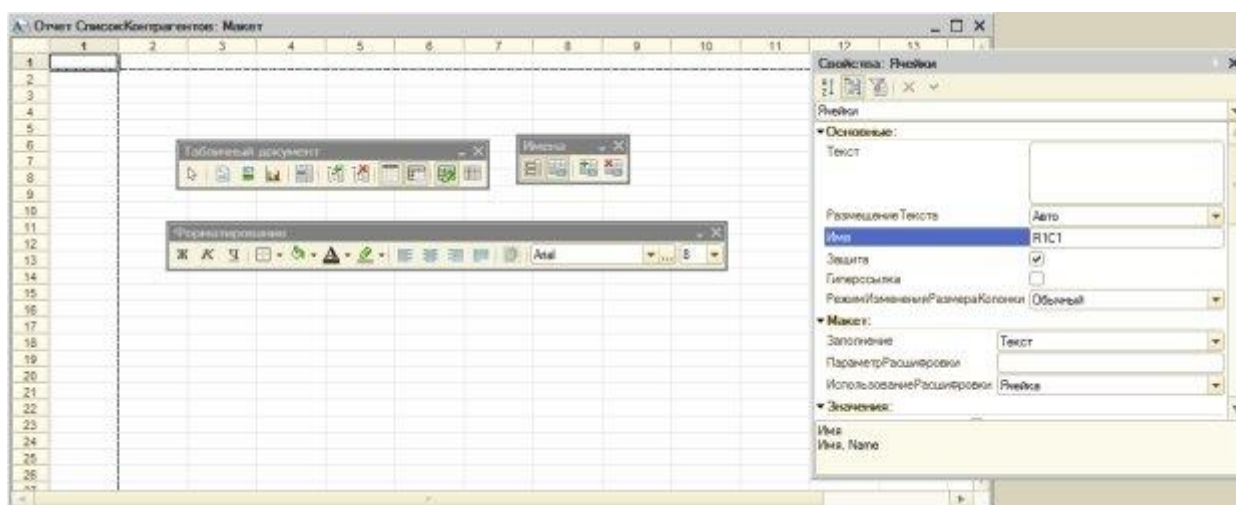 Отчет СписокКонтрагентов: Макет
1 2 3 4 5 6 7 8 9 10 11 12 13
1
2
3
4
5
6
7
8
9
10
11
12
13
14
15
16
17
18
19
20
21
22
23
24
25
26
27
Табличный документ
Имена
Форматирование
Ж К Ч А Arial ... 8
Свойства: Ячейки
Ячейки
Основные:
Текст
РазмещениеТекста Авто
Имя R1C1
Защита
Гиперссылка
РежимИзмененияРазмераКолонки Обычный
Макет:
Заполнение Текст
ПараметрРасшифровки
ИспользованиеРасшифровки Ячейка
Значения:
Имя
Имя, Name